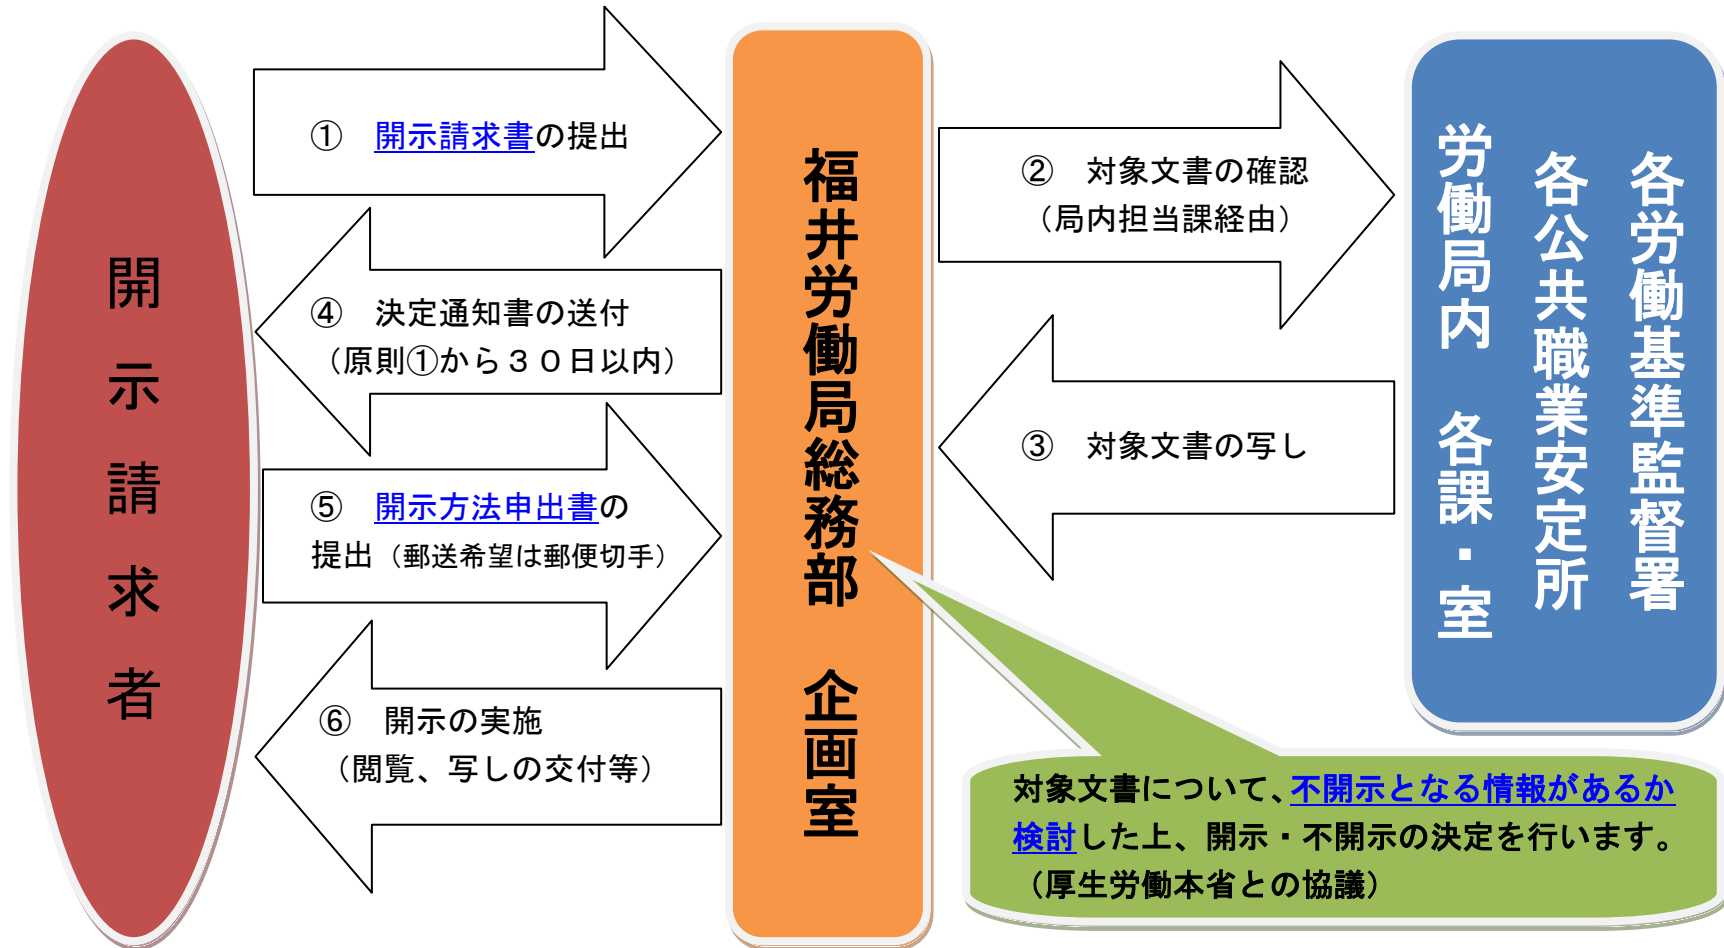 開示請求者
①　開示請求書の提出
④　決定通知書の送付
（原則①から３０日以内）
⑤　開示方法申出書の
提出（郵送希望は郵便切手）
⑥　開示の実施
（閲覧、写しの交付等）
福井労働局総務部　企画室
②　対象文書の確認
（局内担当課経由）
③　対象文書の写し
各労働基準監督署
各公共職業安定所
労働局内　各課・室
対象文書について、不開示となる情報があるか
検討した上、開示・不開示の決定を行います。
（厚生労働本省との協議）